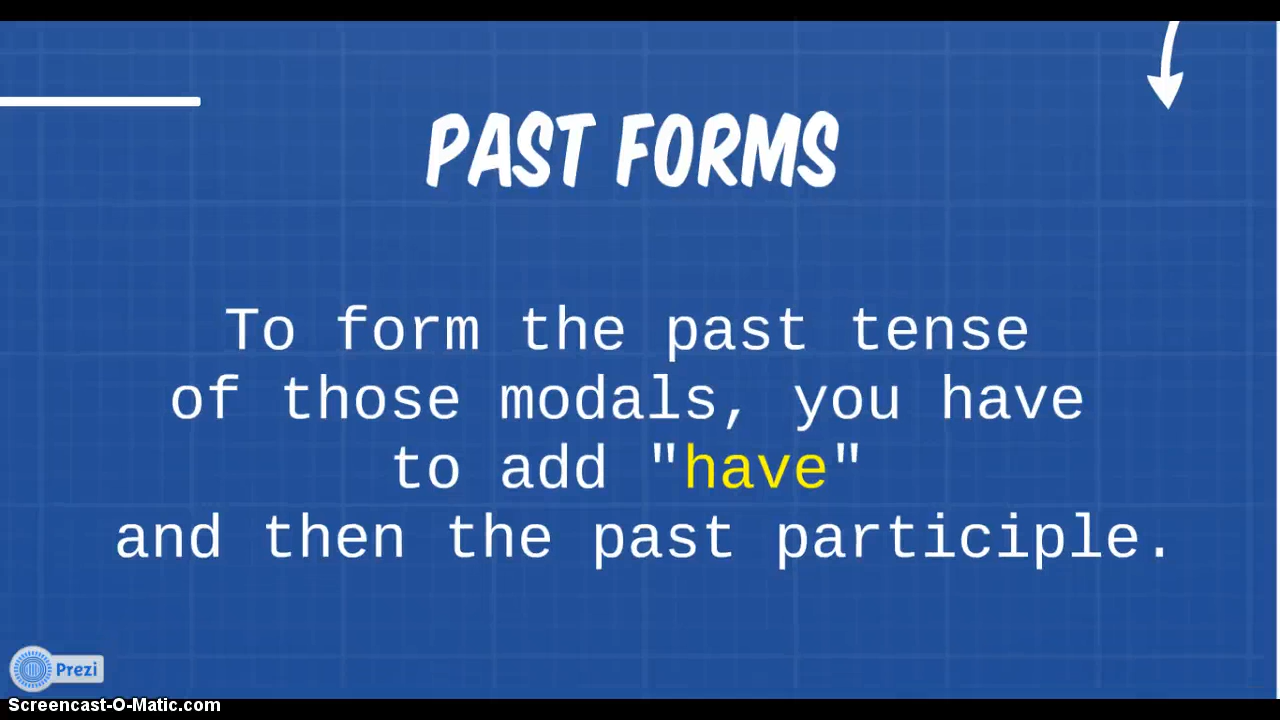 PAST FORMS
To form the past tense
of those modals, you have
to add "have"
and then the past participle.
Prezi
Screencast-O-Matic.com